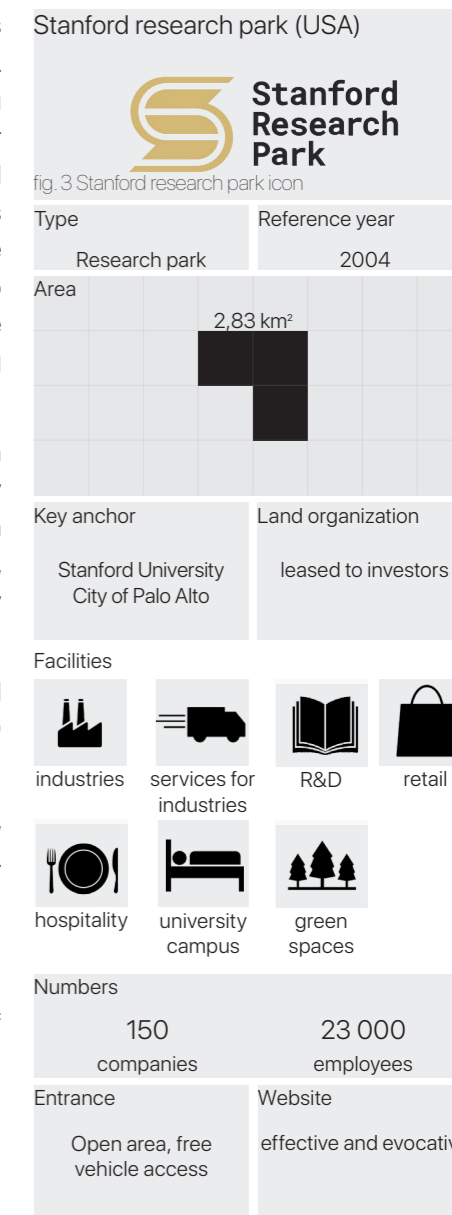 Stanford research park (USA)
Stanford
Research
Park
fig. 3 Stanford research park icon
Type
Research park
Reference year
2004
Area
2,83 km²
Key anchor
Stanford University
City of Palo Alto
Land organization
leased to investors
Facilities
industries
services for
industries
R&D
retail
hospitality
university
campus
green
spaces
Numbers
150
companies
23 000
employees
Entrance
Open area, free
vehicle access
Website
effective and